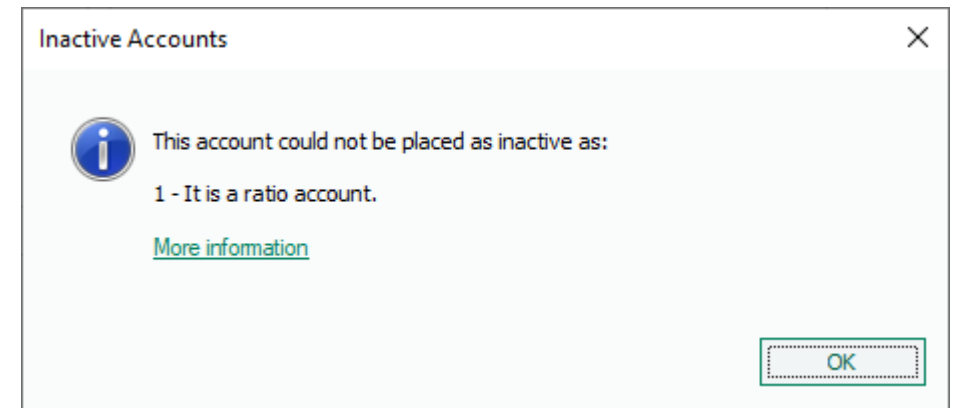 Inactive Accounts
This account could not be placed as inactive as:
1 - It is a ratio account.
More information
OK